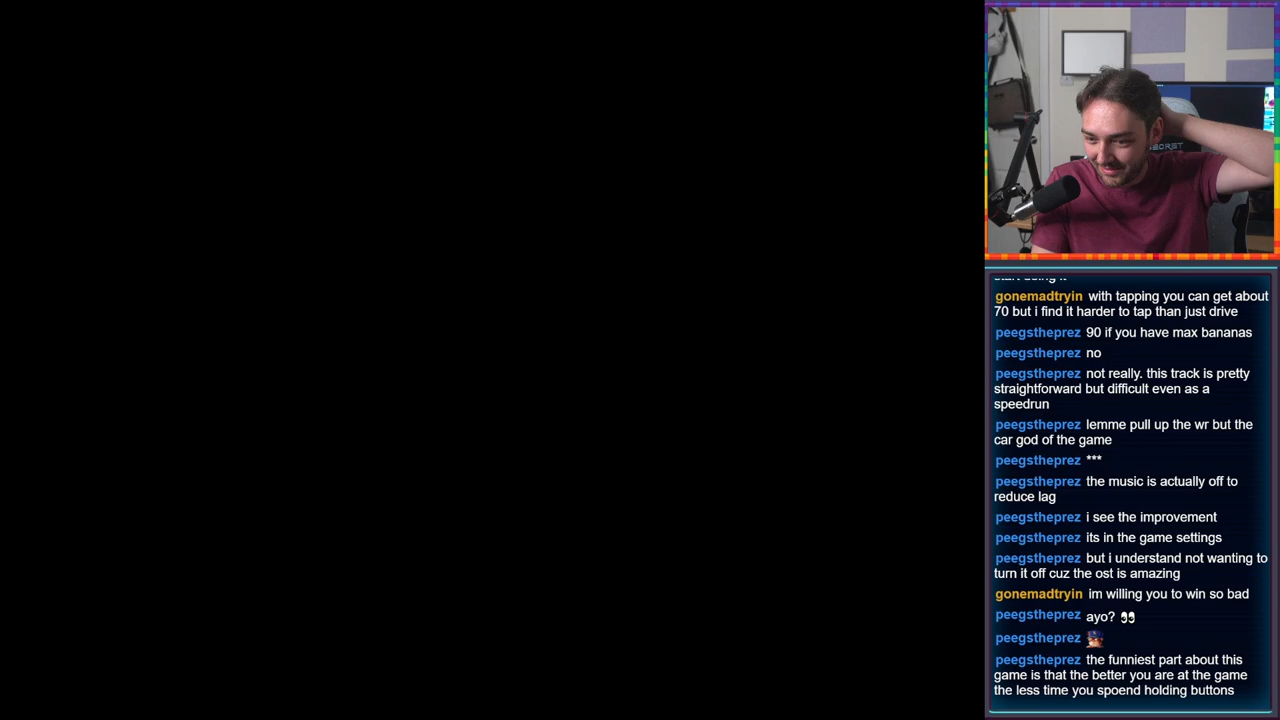 gonemadtryin with tapping you can get about
70 but i find it harder to tap than just drive
peegstheprez 90 if you have max bananas
peegstheprez no
peegstheprez not really. this track is pretty
straightforward but difficult even as a
speedrun
peegstheprez lemme pull up the wr but the
car god of the game
peegstheprez ***
peegstheprez the music is actually off to
reduce lag
peegstheprez i see the improvement
peegstheprez its in the game settings
peegstheprez but i understand not wanting to
turn it off cuz the ost is amazing
gonemadtryin im willing you to win so bad
peegstheprez ayo? 👀
peegstheprez
peegstheprez the funniest part about this
game is that the better you are at the game
the less time you spoend holding buttons